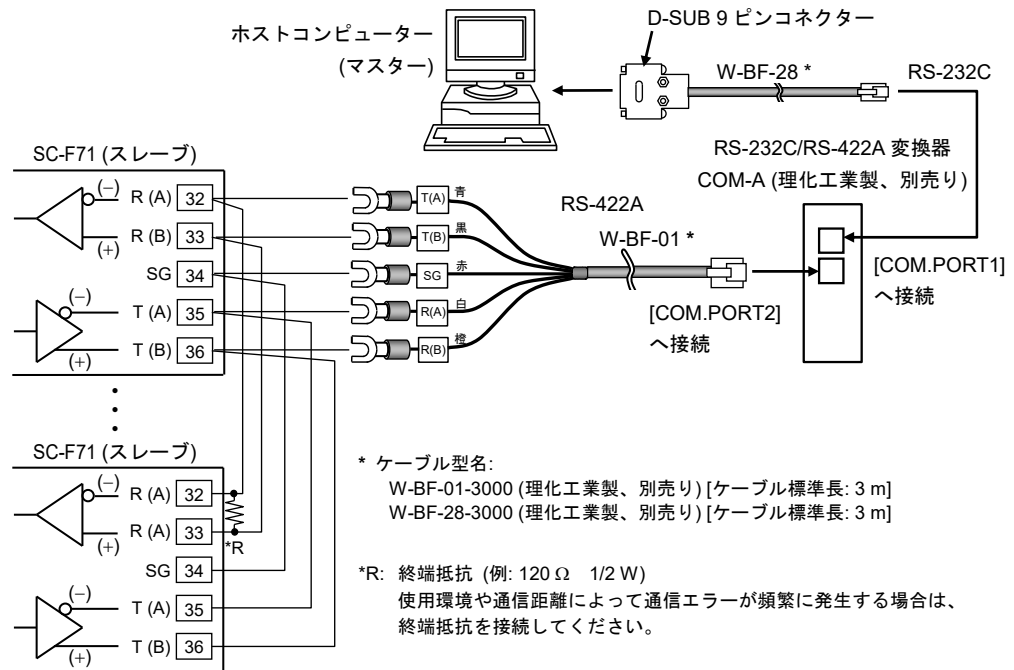 ホストコンピューター
(マスター)
D-SUB 9 ピンコネクター
W-BF-28 *
RS-232C
RS-232C/RS-422A 変換器
COM-A (理化工業製、別売り)
[COM.PORT1]
へ接続
SC-F71 (スレーブ)
(−)
R (A) 32
R (B) 33
(+)
SG 34
(−)
T (A) 35
T (B) 36
(+)
T(A) 青
T(B) 黒
SG 赤
R(A) 白
R(B) 橙
RS-422A
W-BF-01 *
[COM.PORT2]
へ接続
SC-F71 (スレーブ)
(−)
R (A) 32
R (A) 33
(+)
*R
SG 34
(−)
T (A) 35
T (B) 36
(+)
* ケーブル型名:
W-BF-01-3000 (理化工業製、別売り) [ケーブル標準長: 3 m]
W-BF-28-3000 (理化工業製、別売り) [ケーブル標準長: 3 m]
*R: 終端抵抗 (例: 120 Ω 1/2 W)
使用環境や通信距離によって通信エラーが頻繁に発生する場合は、
終端抵抗を接続してください。